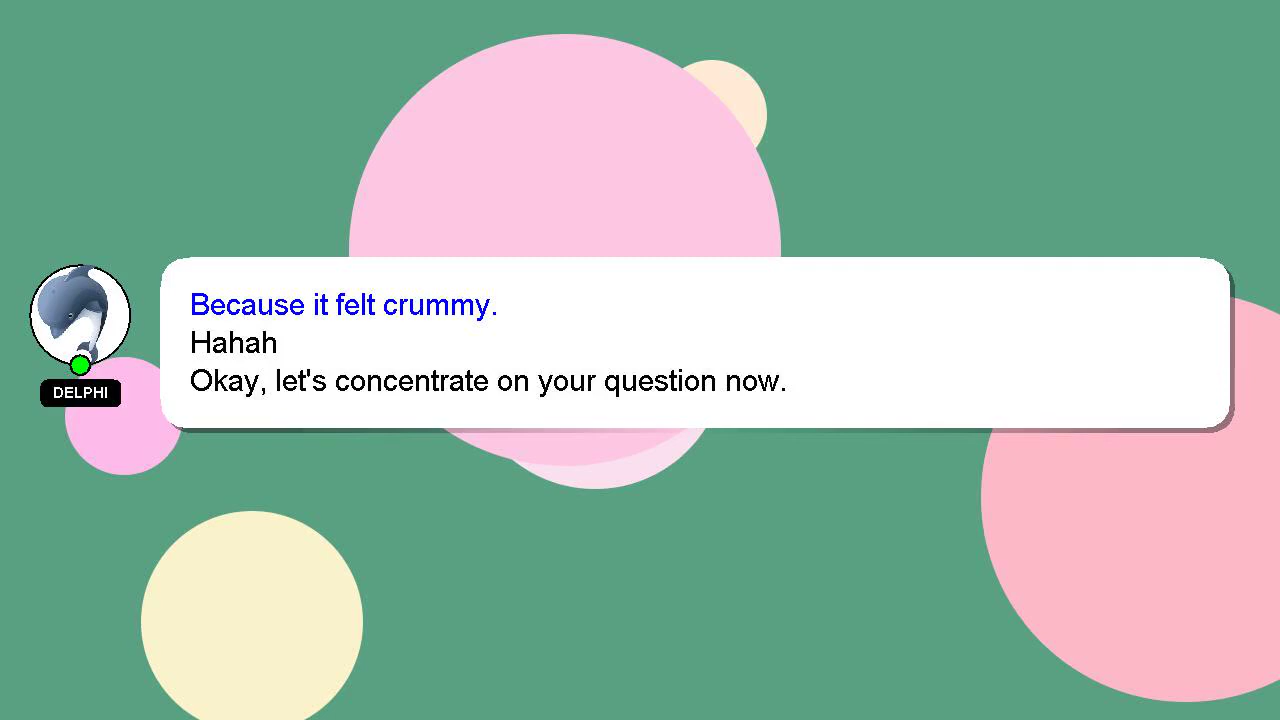 Because it felt crummy.
Hahah
Okay, let's concentrate on your question now.
DELPHI